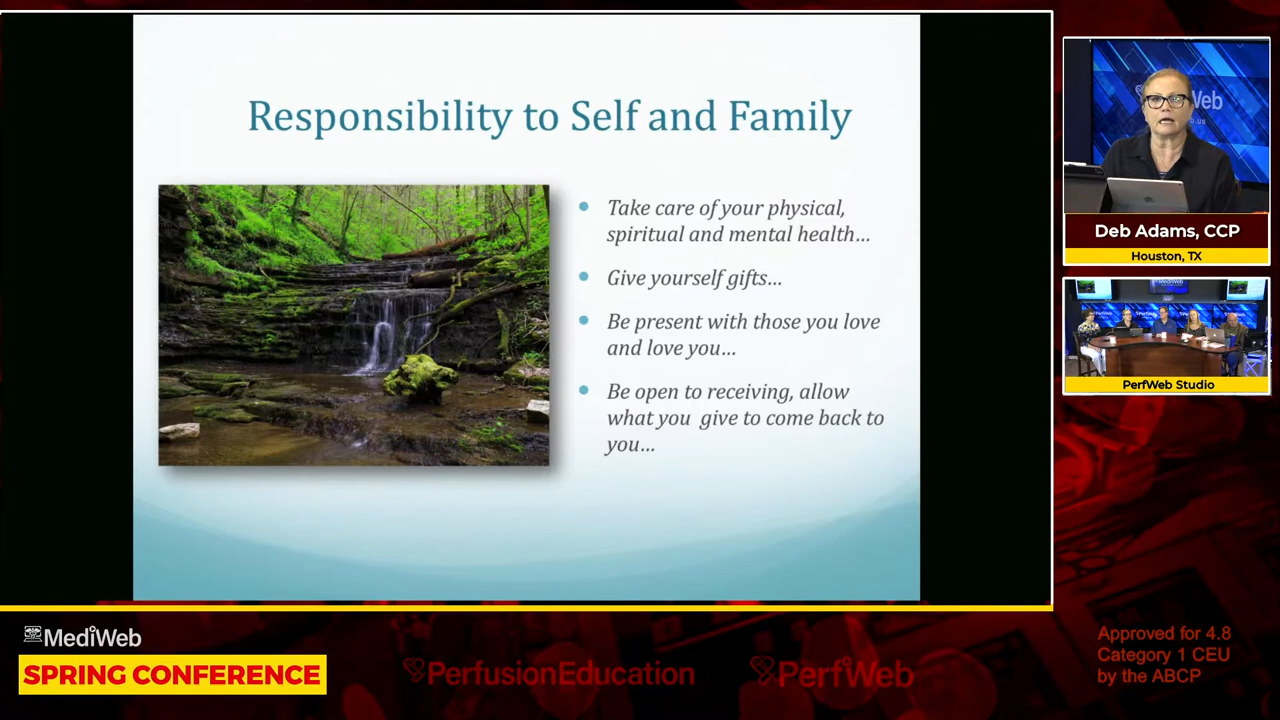 Responsibility to Self and Family
Take care of your physical,
spiritual and mental health...
Give yourself gifts...
Be present with those you love
and love you...
Be open to receiving, allow
what you give to come back to
you...
Deb Adams, CCP
Houston, TX
PerfWeb Studio
MediWeb
SPRING CONFERENCE
PerfusionEducation
PerfWeb
Approved for 4.8
Category 1 CEU
by the ABCP